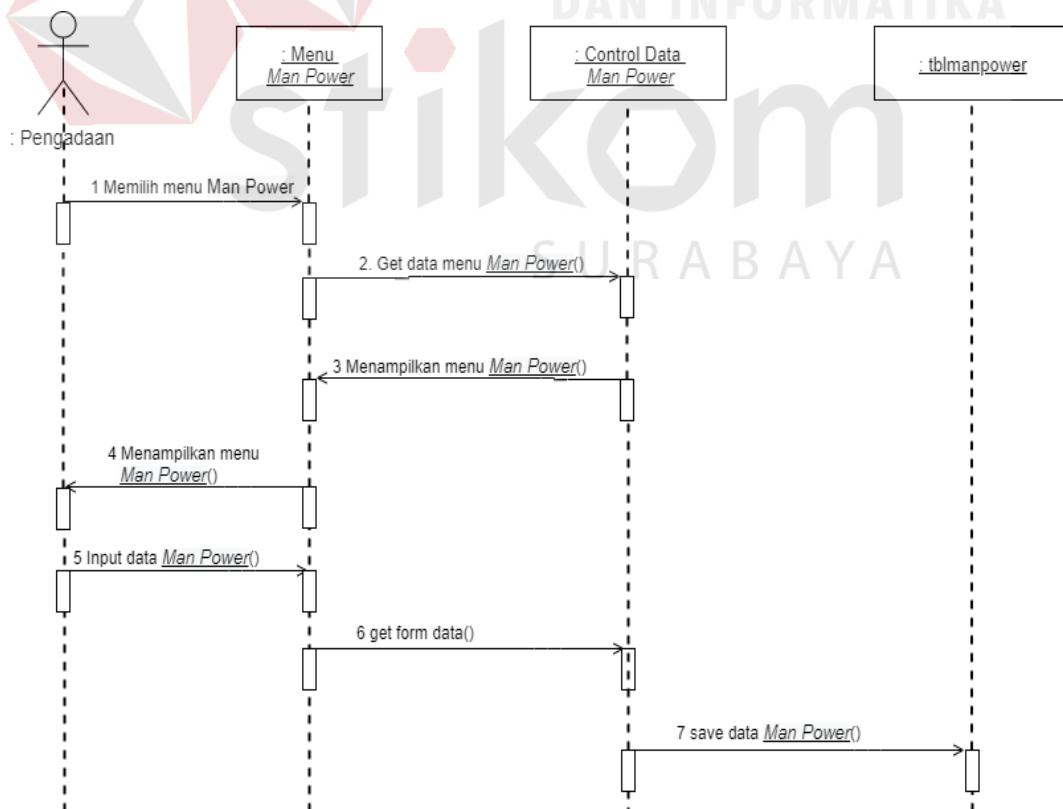 DAN INFORMATIKA
stikom
SURABAYA
: Pengadaan
: Menu
Man Power
: Control Data
Man Power
: tblmanpower
1 Memilih menu Man Power
2. Get data menu Man Power()
3 Menampilkan menu Man Power()
4 Menampilkan menu
Man Power()
5 Input data Man Power()
6 get form data()
7 save data Man Power()